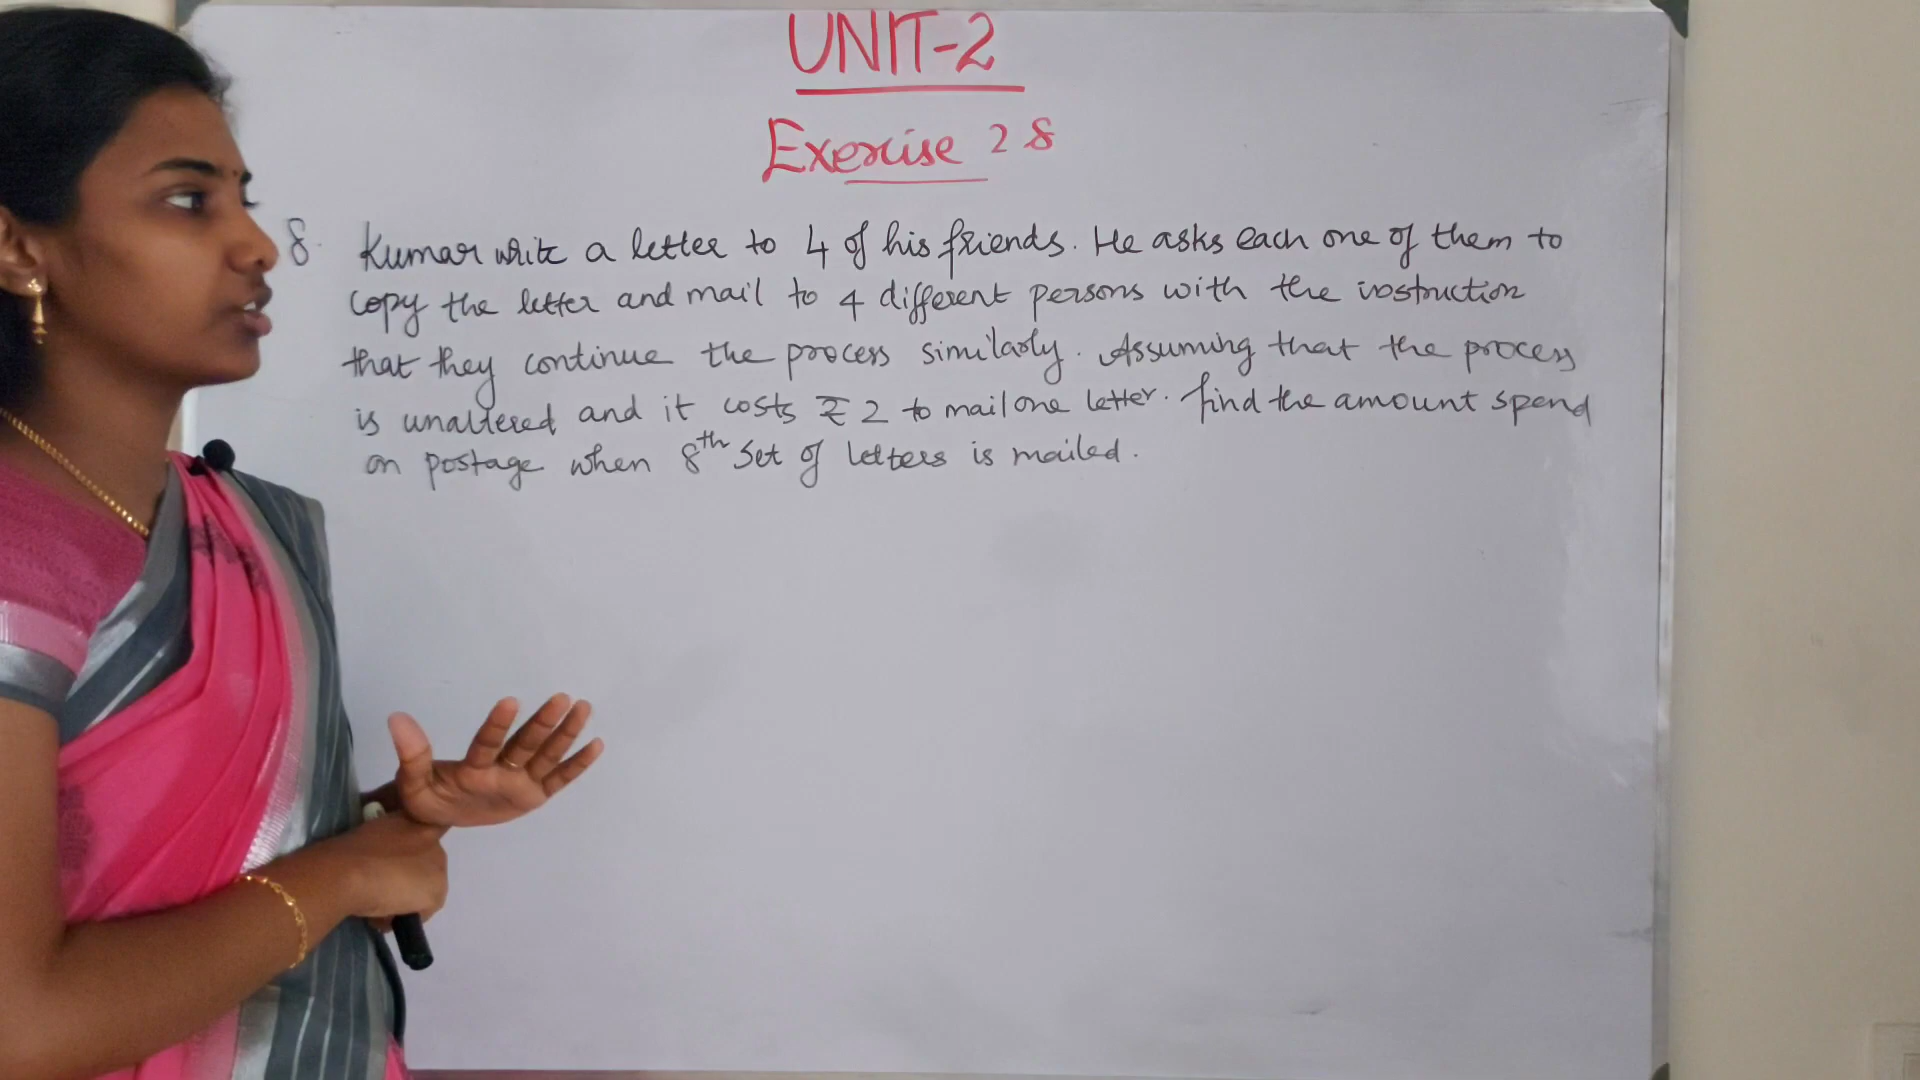 UNIT-2
Exercise 2 8
8. Kumar write a letter to 4 of his friends. He asks each one of them to
copy the letter and mail to 4 different persons with the instruction
that they continue the process similarly. Assuming that the process
is unaltered and it costs ₹ 2 to mail one letter. find the amount spend
on postage when 8th set of letters is mailed.